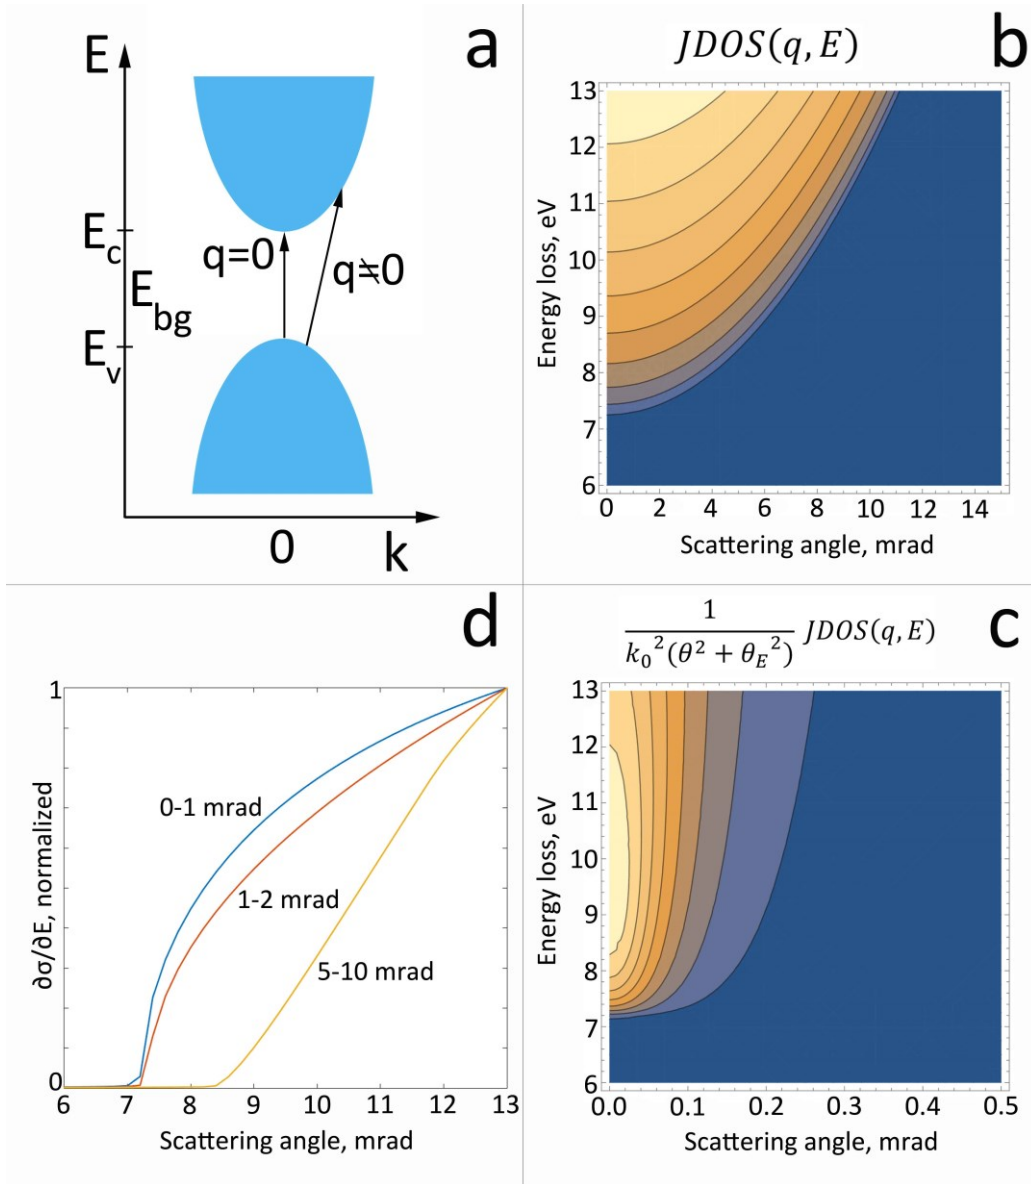 a
E
E_c
E_bg
E_v
q=0
q≠0
0
k
b
JDOS(q, E)
Energy loss, eV
13
12
11
10
9
8
7
6
0 2 4 6 8 10 12 14
Scattering angle, mrad
d
∂σ/∂E, normalized
1
0
0-1 mrad
1-2 mrad
5-10 mrad
6 7 8 9 10 11 12 13
Scattering angle, mrad
c
1
k_0^2(θ^2 + θ_E^2) JDOS(q, E)
Energy loss, eV
13
12
11
10
9
8
7
6
0.0 0.1 0.2 0.3 0.4 0.5
Scattering angle, mrad